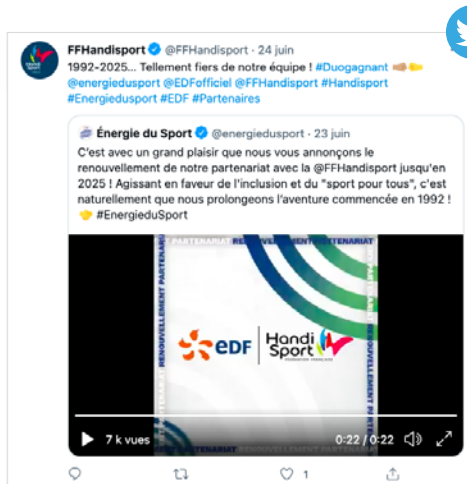 FFHandisport @FFHandisport · 24 juin
1992-2025... Tellement fiers de notre équipe ! #Duogagnant
@energiedusport @EDFofficiel @FFHandisport #Handisport
#Energiedusport #EDF #Partenaires
Énergie du Sport @energiedusport · 23 juin
C'est avec un grand plaisir que nous vous annonçons le
renouvellement de notre partenariat avec la @FFHandisport jusqu'en
2025 ! Agissant en faveur de l'inclusion et du "sport pour tous", c'est
naturellement que nous prolongeons l'aventure commencée en 1992 !
#EnergieduSport
RENOUVELLEMENT PARTENARIAT
EDF
Handi
Sport
7 k vues
0:22 / 0:22
1